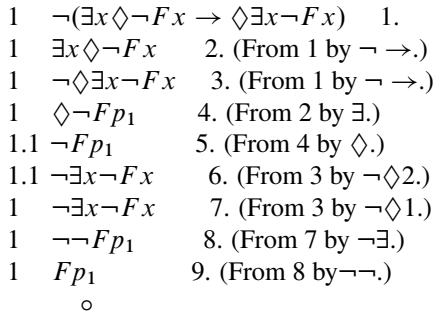 1 ¬(∃x◇¬Fx → ◇∃x¬Fx) 1.
1 ∃x◇¬Fx 2. (From 1 by ¬ →.)
1 ¬◇∃x¬Fx 3. (From 1 by ¬ →.)
1 ◇¬Fp₁ 4. (From 2 by ∃.)
1.1 ¬Fp₁ 5. (From 4 by ◇.)
1.1 ¬∃x¬Fx 6. (From 3 by ¬◇2.)
1 ¬∃x¬Fx 7. (From 3 by ¬◇1.)
1 ¬¬Fp₁ 8. (From 7 by ¬∃.)
1 Fp₁ 9. (From 8 by¬¬.)
∘